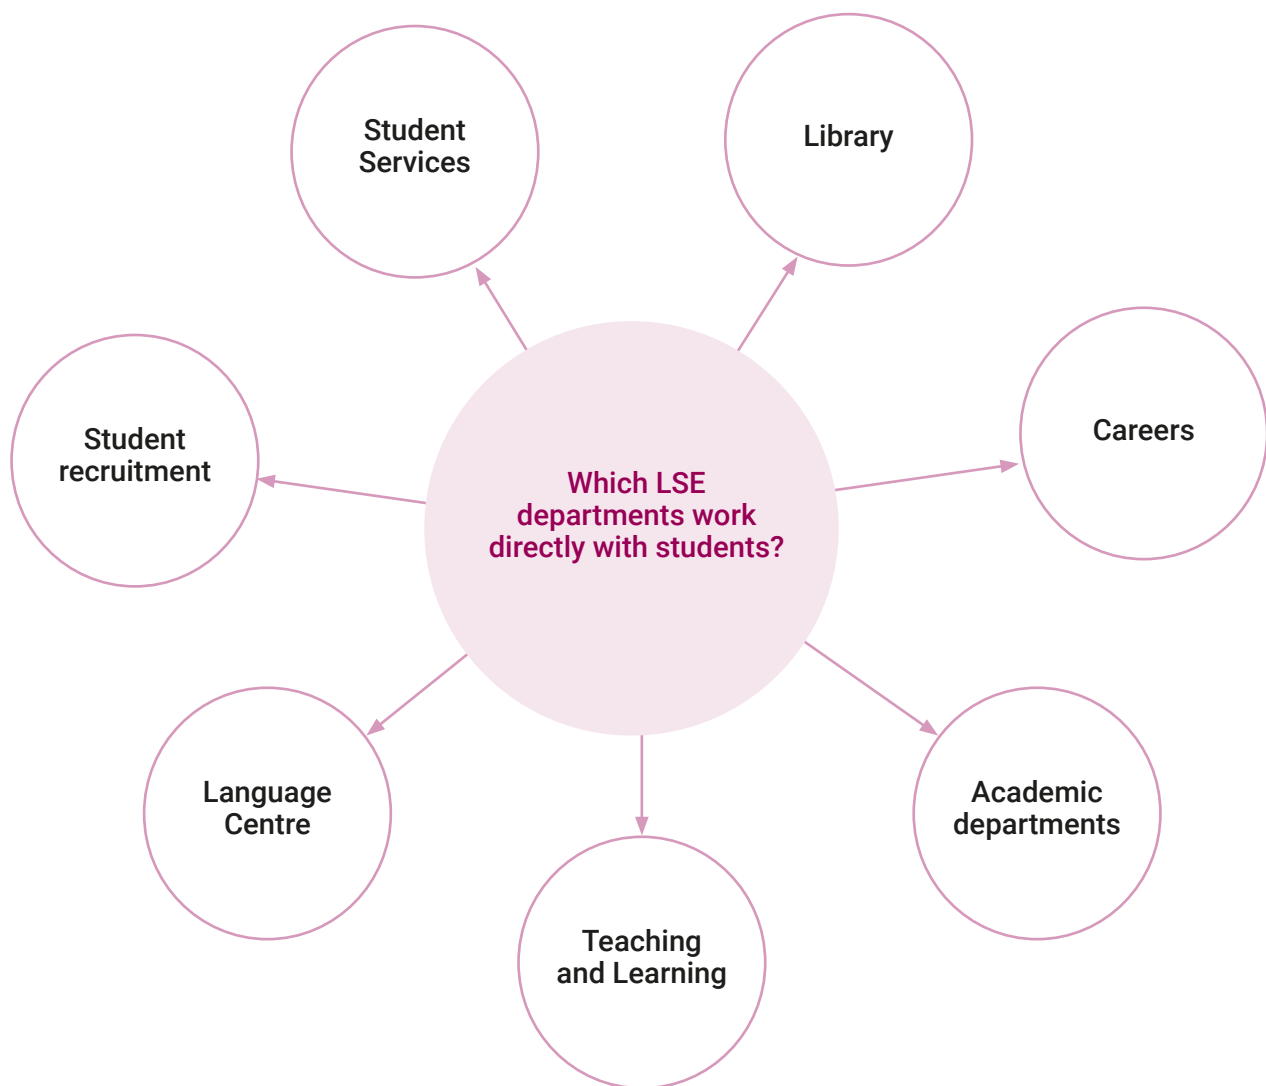 Student
Services
Library
Student
recruitment
Careers
Which LSE
departments work
directly with students?
Language
Centre
Academic
departments
Teaching
and Learning